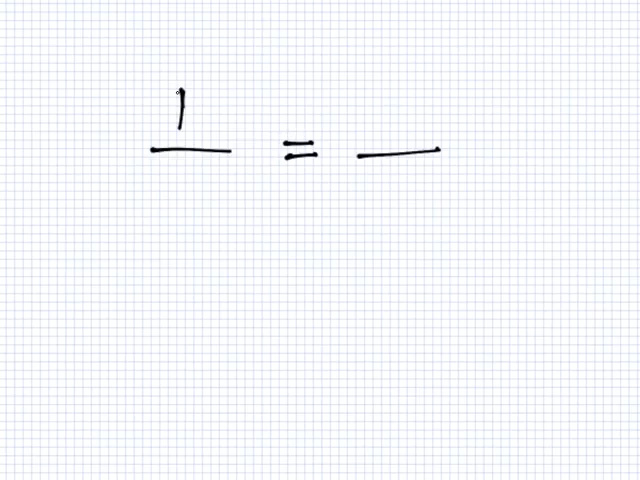 1
— = —